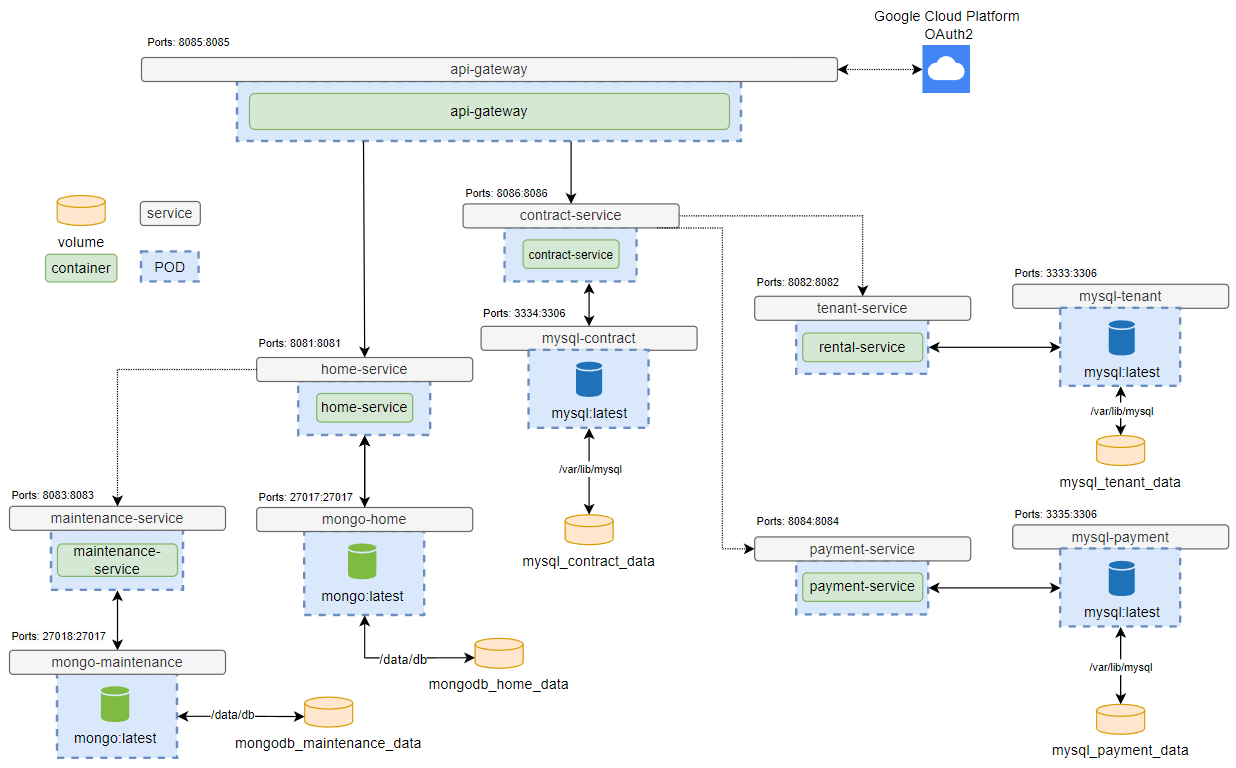 Google Cloud Platform
OAuth2
Ports: 8085:8085
api-gateway
api-gateway
volume
service
container
POD
Ports: 8086:8086
contract-service
contract-service
Ports: 3334:3306
mysql-contract
mysql:latest
/var/lib/mysql
mysql_contract_data
Ports: 8082:8082
tenant-service
rental-service
Ports: 3333:3306
mysql-tenant
mysql:latest
/var/lib/mysql
mysql_tenant_data
Ports: 8081:8081
home-service
home-service
Ports: 27017:27017
mongo-home
mongo:latest
/data/db
mongodb_home_data
Ports: 8083:8083
maintenance-service
maintenance-
service
Ports: 27018:27017
mongo-maintenance
mongo:latest
/data/db
mongodb_maintenance_data
Ports: 8084:8084
payment-service
payment-service
Ports: 3335:3306
mysql-payment
mysql:latest
/var/lib/mysql
mysql_payment_data